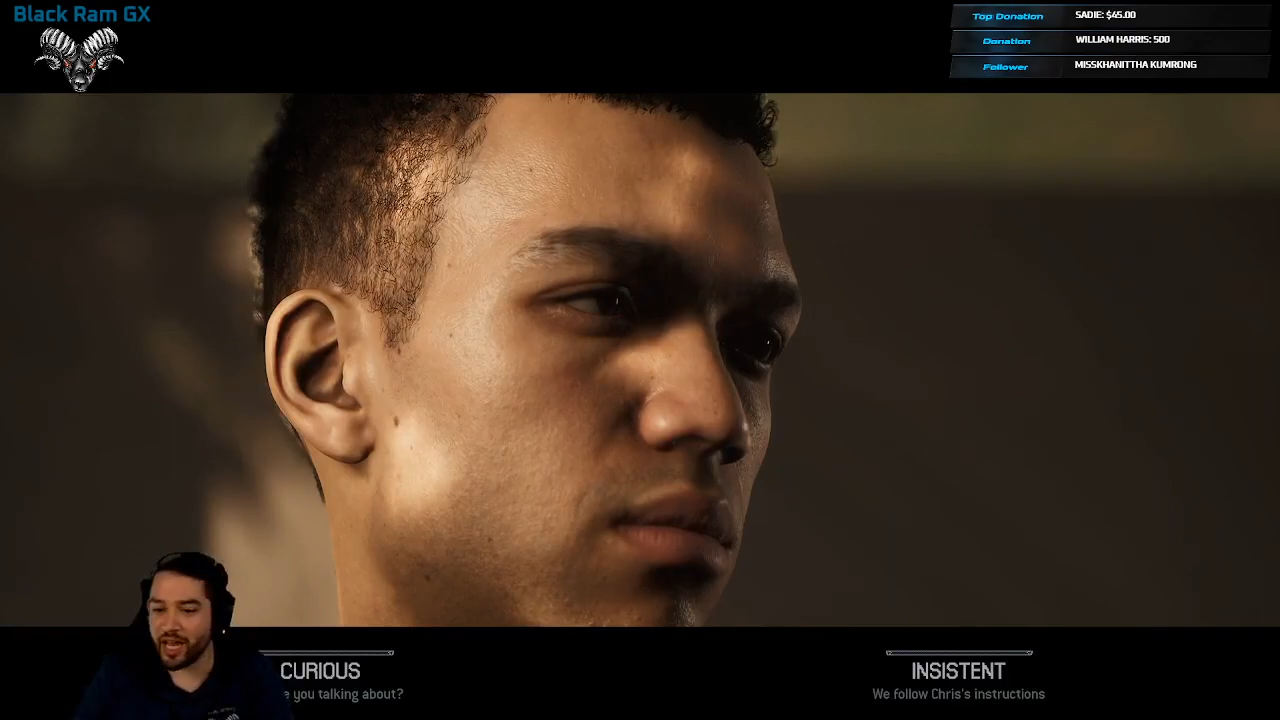 Black Ram GX
Top Donation SADIE: $45.00
Donation WILLIAM HARRIS: 500
Follower MISSKHANITTHA KUMRONG
CURIOUS
e you talking about?
INSISTENT
We follow Chris's instructions